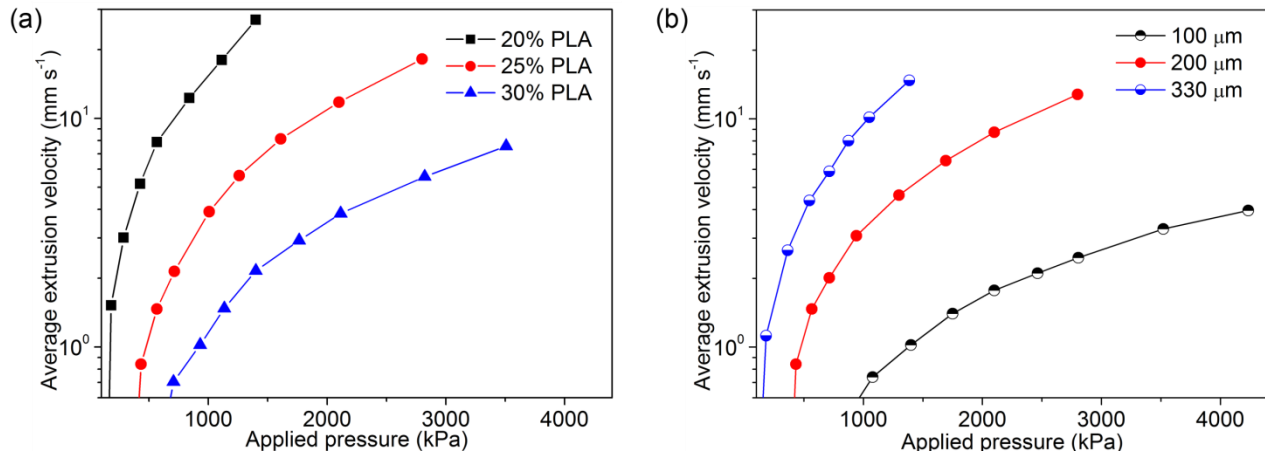 (a)
20% PLA
25% PLA
30% PLA
Average extrusion velocity (mm s⁻¹)
10¹
10⁰
1000 2000 3000 4000
Applied pressure (kPa)
(b)
100 μm
200 μm
330 μm
Average extrusion velocity (mm s⁻¹)
10¹
10⁰
1000 2000 3000 4000
Applied pressure (kPa)